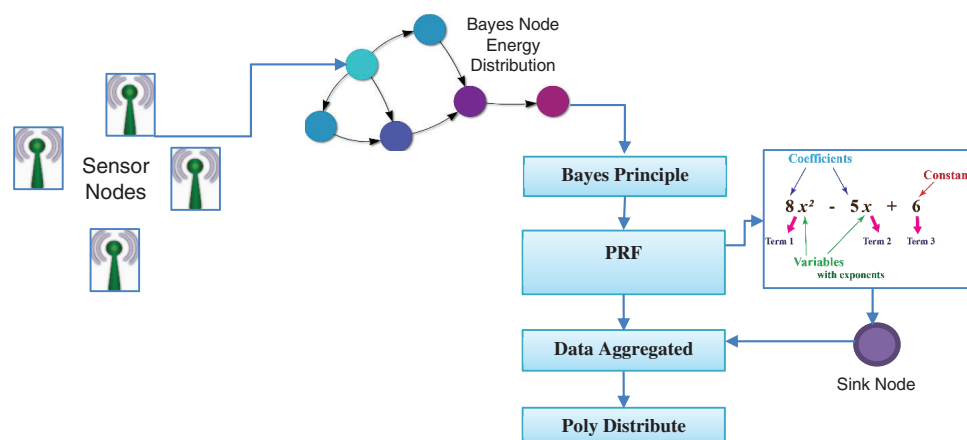 Bayes Node
Energy
Distribution
Sensor
Nodes
Bayes Principle
PRF
Data Aggregated
Poly Distribute
Coefficients
Constan
8x² - 5x + 6
Term 1
Term 2
Term 3
Variables
with exponents
Sink Node